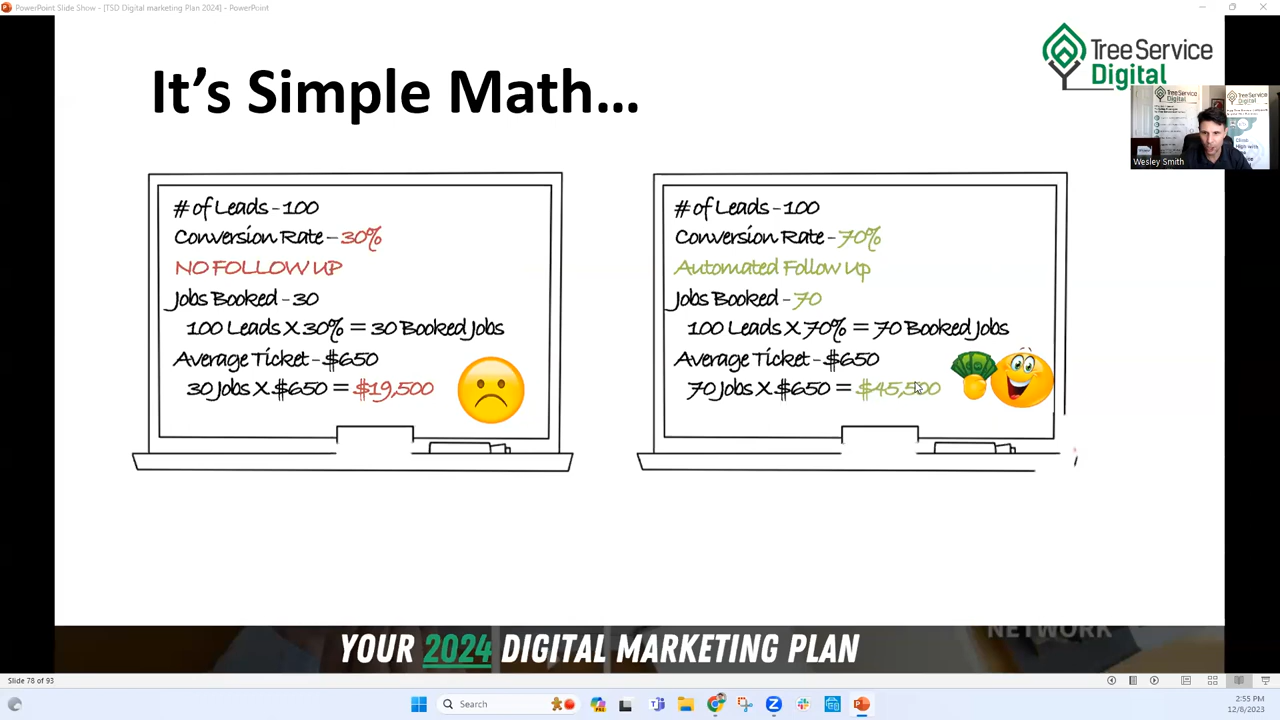 PowerPoint Slide Show - [TSD Digital marketing Plan 2024] - PowerPoint
It's Simple Math...
Tree Service
Digital
Wesley Smith
# of Leads - 100
Conversion Rate - 30%
NO FOLLOW UP
Jobs Booked - 30
100 Leads X 30% = 30 Booked Jobs
Average Ticket - $650
30 Jobs X $650 = $19,500
# of Leads - 100
Conversion Rate - 70%
Automated Follow Up
Jobs Booked - 70
100 Leads X 70% = 70 Booked Jobs
Average Ticket - $650
70 Jobs X $650 = $45,500
NETWORK
YOUR 2024 DIGITAL MARKETING PLAN
Slide 78 of 93
Search
2:55 PM
12/8/2023